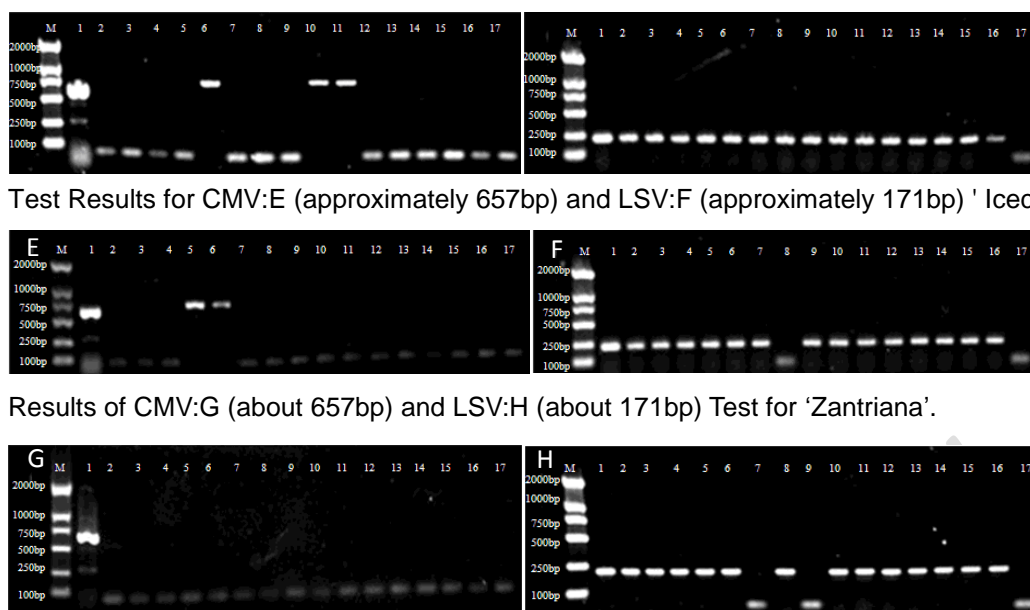 M 1 2 3 4 5 6 7 8 9 10 11 12 13 14 15 16 17
2000bp
1000bp
750bp
500bp
250bp
100bp
M 1 2 3 4 5 6 7 8 9 10 11 12 13 14 15 16 17
2000bp
1000bp
750bp
500bp
250bp
100bp
Test Results for CMV:E (approximately 657bp) and LSV:F (approximately 171bp) ' Icec
E M 1 2 3 4 5 6 7 8 9 10 11 12 13 14 15 16 17
2000bp
1000bp
750bp
500bp
250bp
100bp
F M 1 2 3 4 5 6 7 8 9 10 11 12 13 14 15 16 17
2000bp
1000bp
750bp
500bp
250bp
100bp
Results of CMV:G (about 657bp) and LSV:H (about 171bp) Test for ‘Zantriana’.
G M 1 2 3 4 5 6 7 8 9 10 11 12 13 14 15 16 17
2000bp
1000bp
750bp
500bp
250bp
100bp
H M 1 2 3 4 5 6 7 8 9 10 11 12 13 14 15 16 17
2000bp
1000bp
750bp
500bp
250bp
100bp